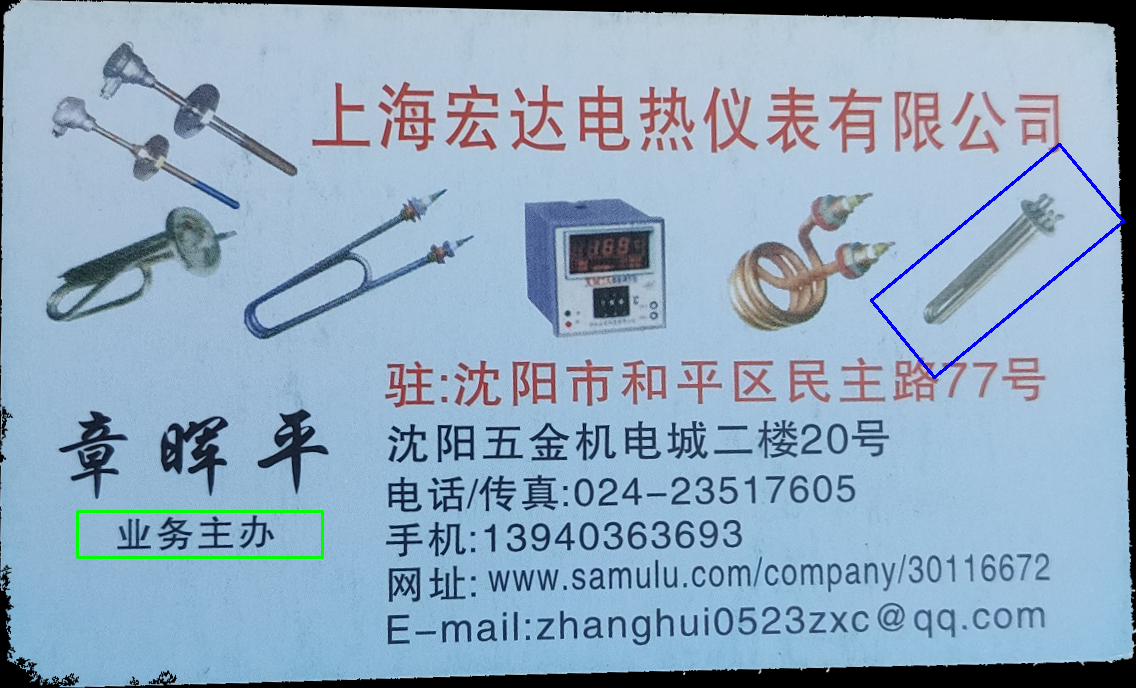 上海宏达电热仪表有限公司
驻:沈阳市和平区民主路77号
章晖平
沈阳五金机电城二楼20号
电话/传真:024-23517605
业务主办
手机:13940363693
网址: www.samulu.com/company/30116672
E-mail:zhanghui0523zxc@qq.com